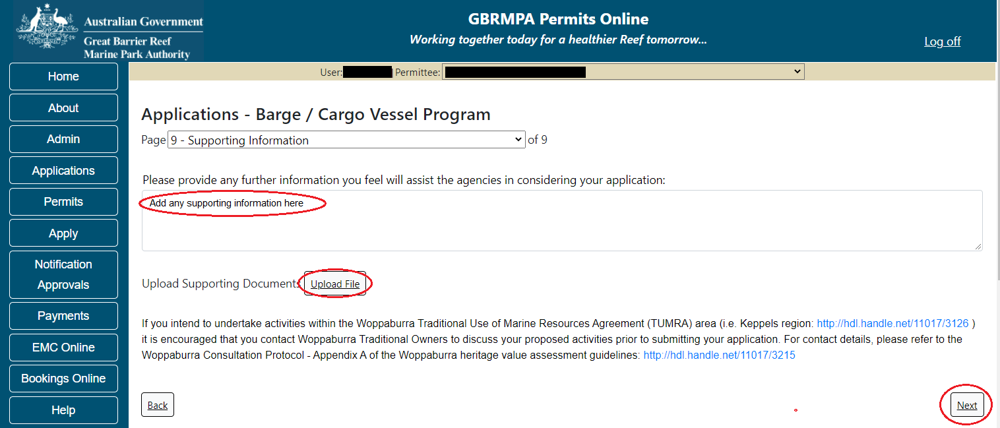 Australian Government
Great Barrier Reef
Marine Park Authority
GBRMPA Permits Online
Working together today for a healthier Reef tomorrow...
Log off
Home
About
Admin
Applications
Permits
Apply
Notification
Approvals
Payments
EMC Online
Bookings Online
Help
User: Permittee:
Applications - Barge / Cargo Vessel Program
Page 9 - Supporting Information of 9
Please provide any further information you feel will assist the agencies in considering your application:
Add any supporting information here
Upload Supporting Document: Upload File
If you intend to undertake activities within the Woppaburra Traditional Use of Marine Resources Agreement (TUMRA) area (i.e. Keppels region: http://hdl.handle.net/11017/3126 )
it is encouraged that you contact Woppaburra Traditional Owners to discuss your proposed activities prior to submitting your application. For contact details, please refer to the
Woppaburra Consultation Protocol - Appendix A of the Woppaburra heritage value assessment guidelines: http://hdl.handle.net/11017/3215
Back
Next